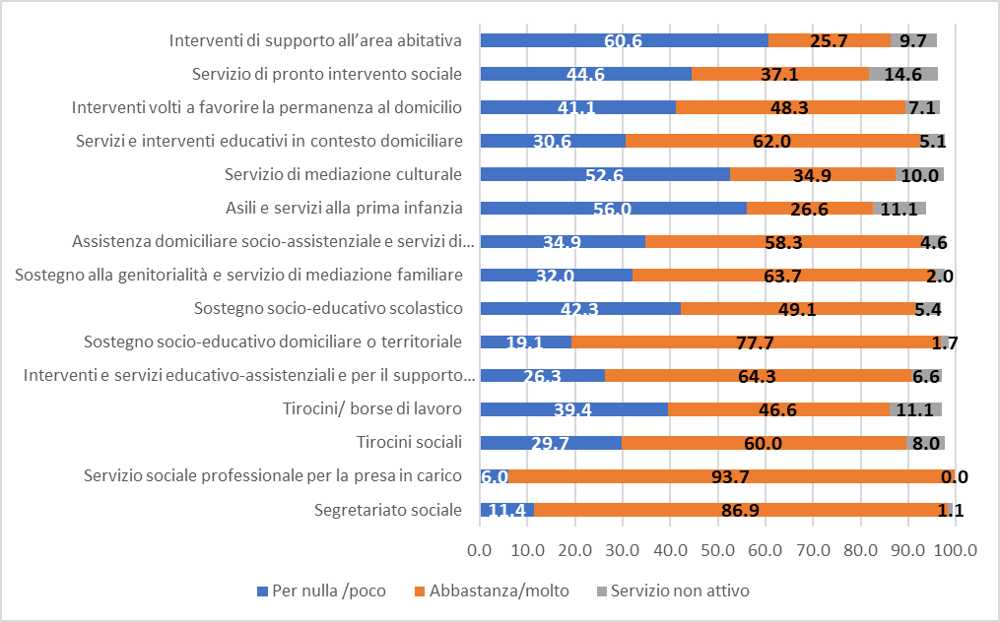 Interventi di supporto all'area abitativa 60.6 25.7 9.7
Servizio di pronto intervento sociale 44.6 37.1 14.6
Interventi volti a favorire la permanenza al domicilio 41.1 48.3 7.1
Servizi e interventi educativi in contesto domiciliare 30.6 62.0 5.1
Servizio di mediazione culturale 52.6 34.9 10.0
Asili e servizi alla prima infanzia 56.0 26.6 11.1
Assistenza domiciliare socio-assistenziale e servizi di… 34.9 58.3 4.6
Sostegno alla genitorialità e servizio di mediazione familiare 32.0 63.7 2.0
Sostegno socio-educativo scolastico 42.3 49.1 5.4
Sostegno socio-educativo domiciliare o territoriale 19.1 77.7 1.7
Interventi e servizi educativo-assistenziali e per il supporto… 26.3 64.3 6.6
Tirocini/ borse di lavoro 39.4 46.6 11.1
Tirocini sociali 29.7 60.0 8.0
Servizio sociale professionale per la presa in carico 6.0 93.7 0.0
Segretariato sociale 11.4 86.9 1.1
0.0 10.0 20.0 30.0 40.0 50.0 60.0 70.0 80.0 90.0 100.0
Per nulla /poco Abbastanza/molto Servizio non attivo